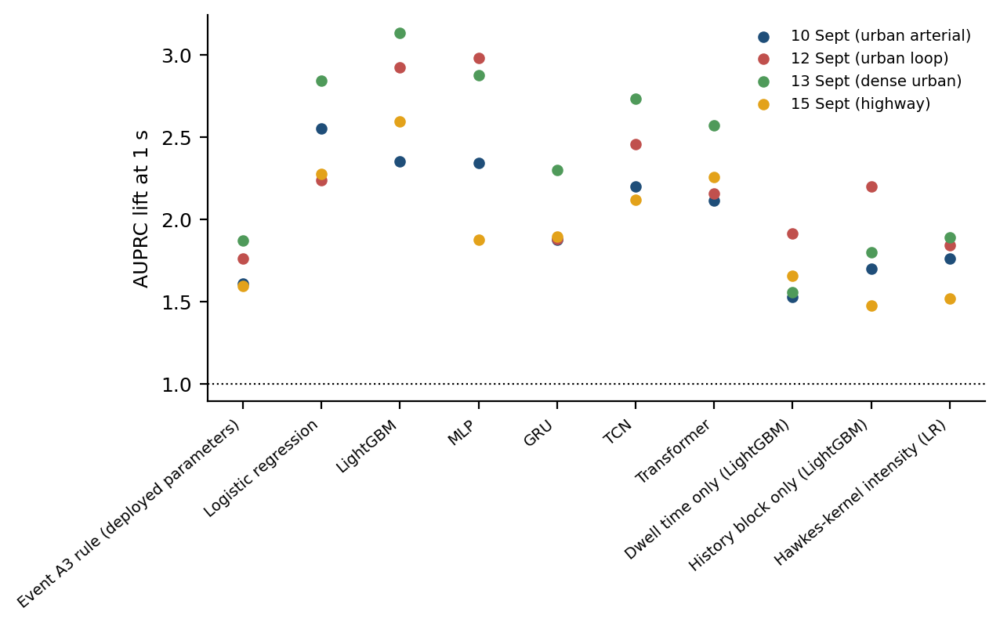 10 Sept (urban arterial)
12 Sept (urban loop)
13 Sept (dense urban)
15 Sept (highway)
AUPRC lift at 1 s
3.0
2.5
2.0
1.5
1.0
Event A3 rule (deployed parameters)
Logistic regression
LightGBM
MLP
GRU
TCN
Transformer
Dwell time only (LightGBM)
History block only (LightGBM)
Hawkes-kernel intensity (LR)